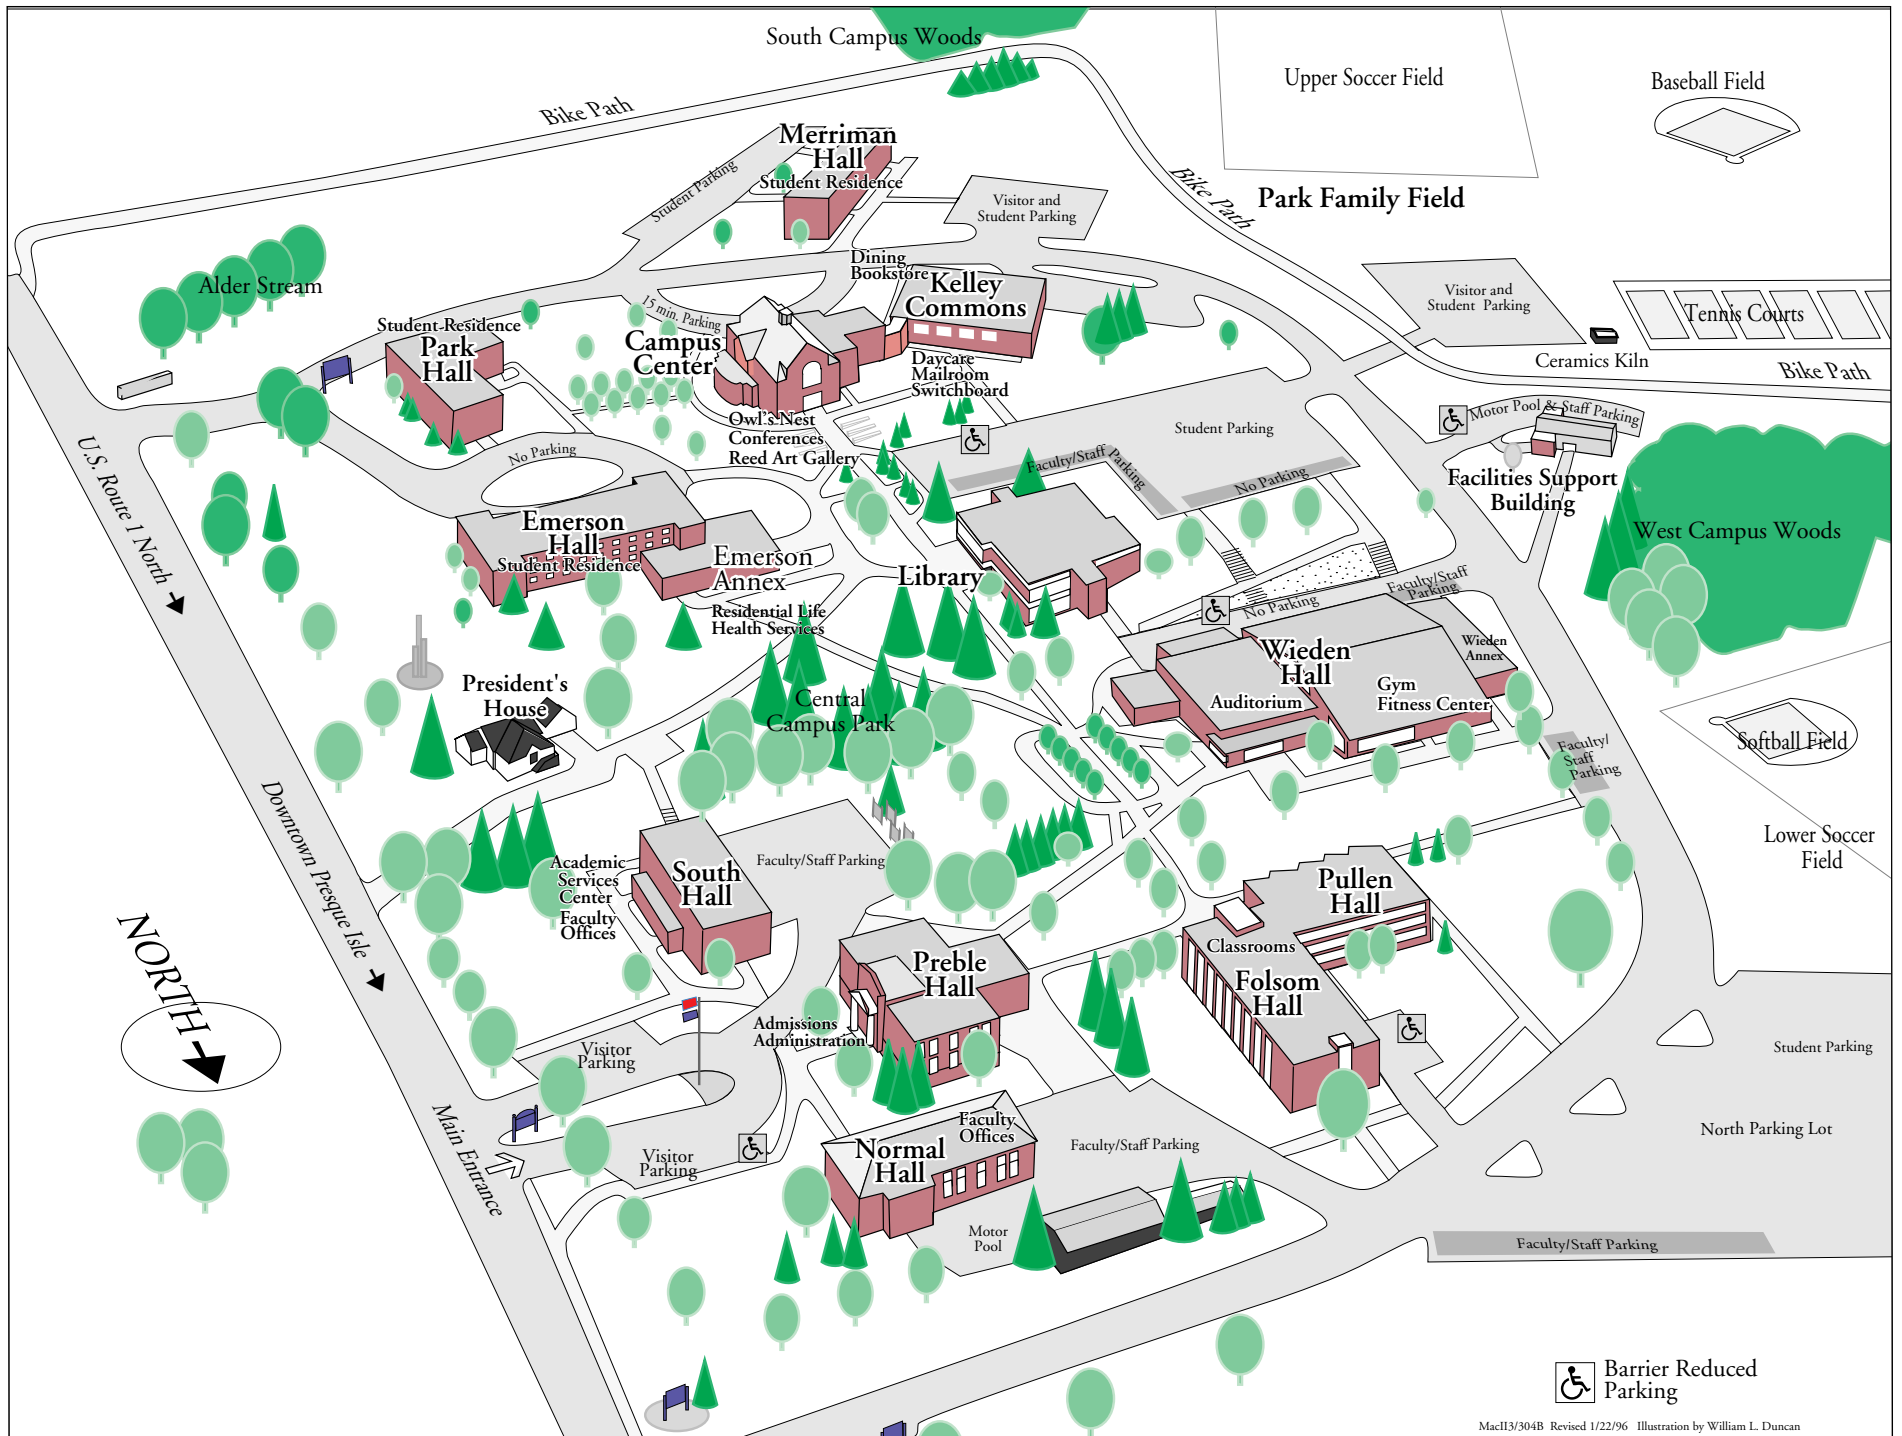 South Campus Woods
Upper Soccer Field
Baseball Field
Bike Path
Merriman
Hall
Student Residence
Student Parking
Bike Path
Park Family Field
Visitor and
Student Parking
Dining
Bookstore
Kelley
Commons
Alder Stream
15 min. Parking
Visitor and
Student Parking
Tennis Courts
Student Residence
Park
Hall
Campus
Center
Daycare
Mailroom
Switchboard
Ceramics Kiln
Bike Path
Owl's Nest
Conferences
Reed Art Gallery
Motor Pool & Staff Parking
Student Parking
No Parking
Faculty/Staff
Parking
No Parking
Facilities Support
Building
U.S. Route 1 North
Emerson
Hall
Student Residence
Emerson
Annex
West Campus Woods
Library
Residential Life
Health Services
Faculty/Staff
Parking
No Parking
Wieden
Hall
Wieden
Annex
President's
House
Central
Campus Park
Auditorium
Gym
Fitness Center
Softball Field
Faculty/
Staff
Parking
Downtown Presque Isle
Lower Soccer
Field
Academic
Services
Center
Faculty
Offices
South
Hall
Faculty/Staff Parking
Pullen
Hall
NORTH
Classrooms
Preble
Hall
Folsom
Hall
Admissions
Administration
Visitor
Parking
Student Parking
Main Entrance
Faculty
Offices
Normal
Hall
Faculty/Staff Parking
North Parking Lot
Visitor
Parking
Motor
Pool
Faculty/Staff Parking
Barrier Reduced
Parking
MacII3/304B Revised 1/22/96 Illustration by William L. Duncan